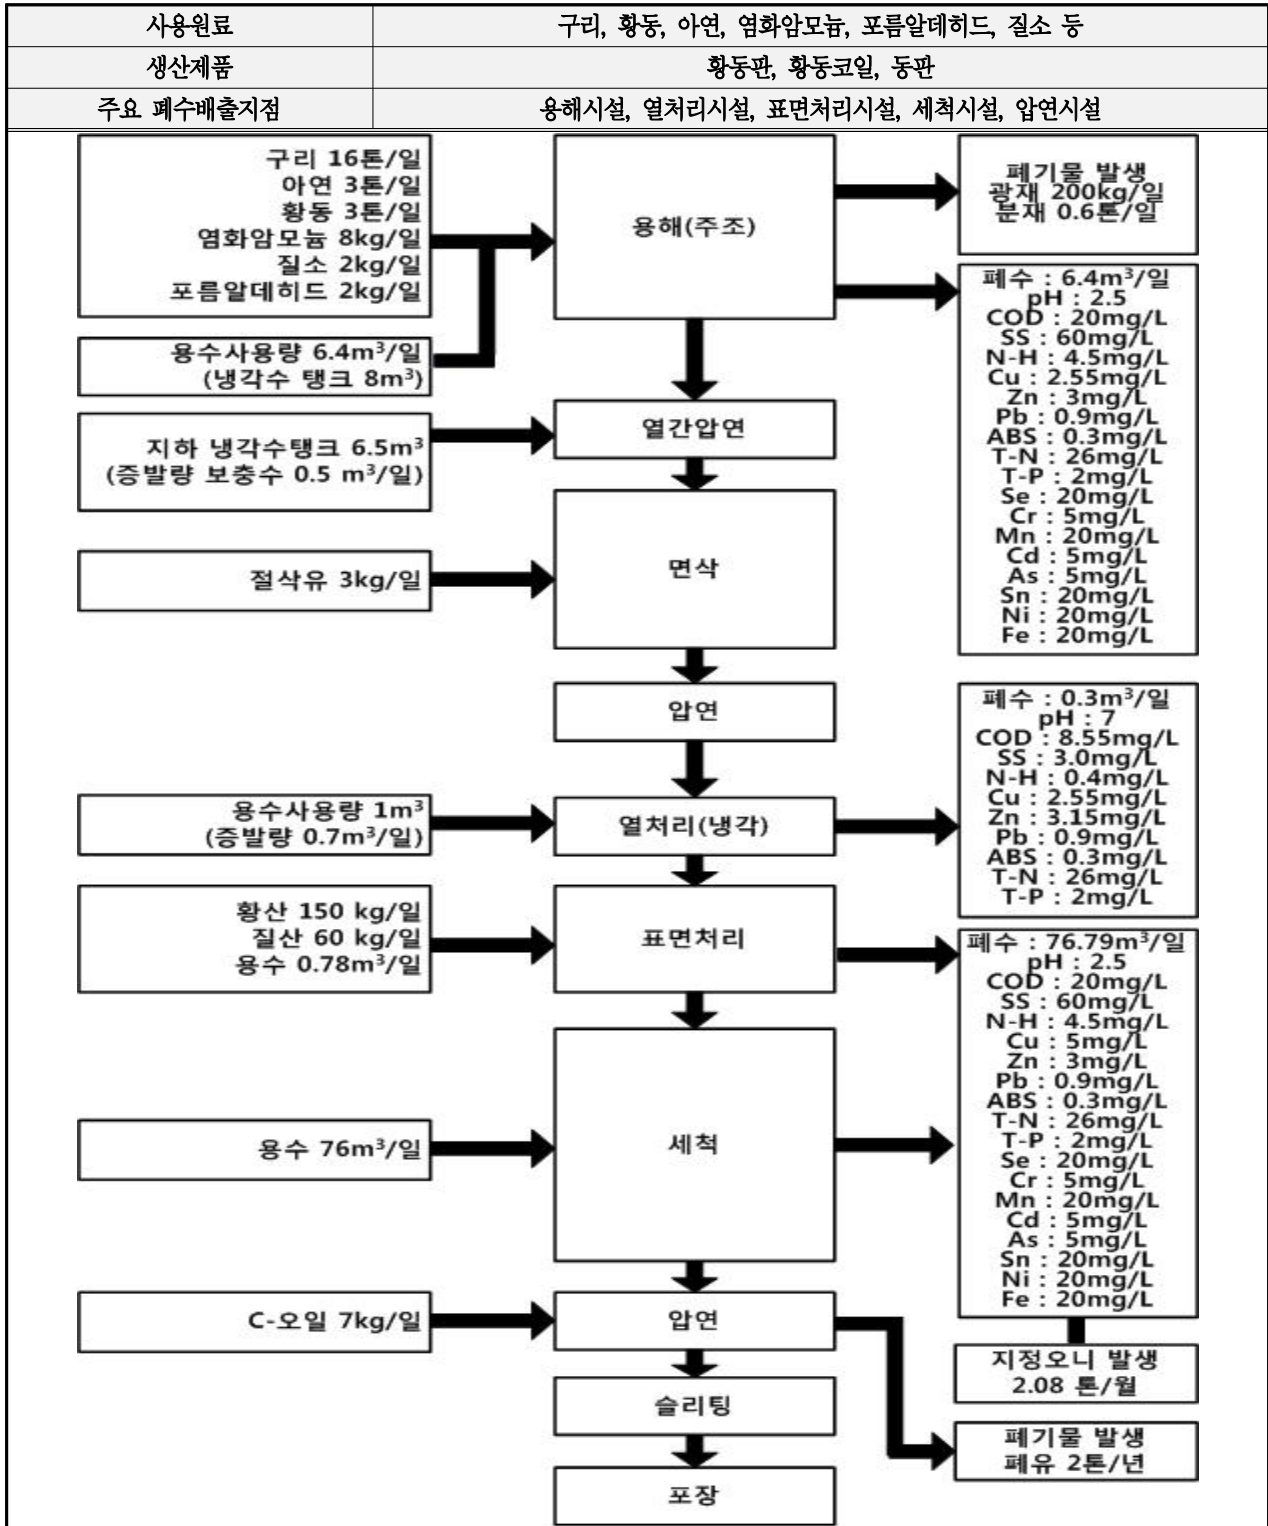 사용원료 구리, 황동, 아연, 염화암모늄, 포름알데히드, 질소 등
생산제품 황동판, 황동코일, 동판
주요 폐수배출지점 용해시설, 열처리시설, 표면처리시설, 세척시설, 압연시설
구리 16톤/일
아연 3톤/일
황동 3톤/일
염화암모늄 8kg/일
질소 2kg/일
포름알데히드 2kg/일
용수사용량 6.4m³/일
(냉각수 탱크 8m³)
용해(주조)
폐기물 발생
광재 200kg/일
분재 0.6톤/일
폐수 : 6.4m³/일
pH : 2.5
COD : 20mg/L
SS : 60mg/L
N-H : 4.5mg/L
Cu : 2.55mg/L
Zn : 3mg/L
Pb : 0.9mg/L
ABS : 0.3mg/L
T-N : 26mg/L
T-P : 2mg/L
Se : 20mg/L
Cr : 5mg/L
Mn : 20mg/L
Cd : 5mg/L
As : 5mg/L
Sn : 20mg/L
Ni : 20mg/L
Fe : 20mg/L
지하 냉각수탱크 6.5m³
(증발량 보충수 0.5 m³/일)
열간압연
절삭유 3kg/일
면삭
압연
용수사용량 1m³
(증발량 0.7m³/일)
열처리(냉각)
폐수 : 0.3m³/일
pH : 7
COD : 8.55mg/L
SS : 3.0mg/L
N-H : 0.4mg/L
Cu : 2.55mg/L
Zn : 3.15mg/L
Pb : 0.9mg/L
ABS : 0.3mg/L
T-N : 26mg/L
T-P : 2mg/L
황산 150 kg/일
질산 60 kg/일
용수 0.78m³/일
표면처리
폐수 : 76.79m³/일
pH : 2.5
COD : 20mg/L
SS : 60mg/L
N-H : 4.5mg/L
Cu : 5mg/L
Zn : 3mg/L
Pb : 0.9mg/L
ABS : 0.3mg/L
T-N : 26mg/L
T-P : 2mg/L
Se : 20mg/L
Cr : 5mg/L
Mn : 20mg/L
Cd : 5mg/L
As : 5mg/L
Sn : 20mg/L
Ni : 20mg/L
Fe : 20mg/L
용수 76m³/일
세척
C-오일 7kg/일
압연
지정오니 발생
2.08 톤/월
슬리팅
폐기물 발생
폐유 2톤/년
포장